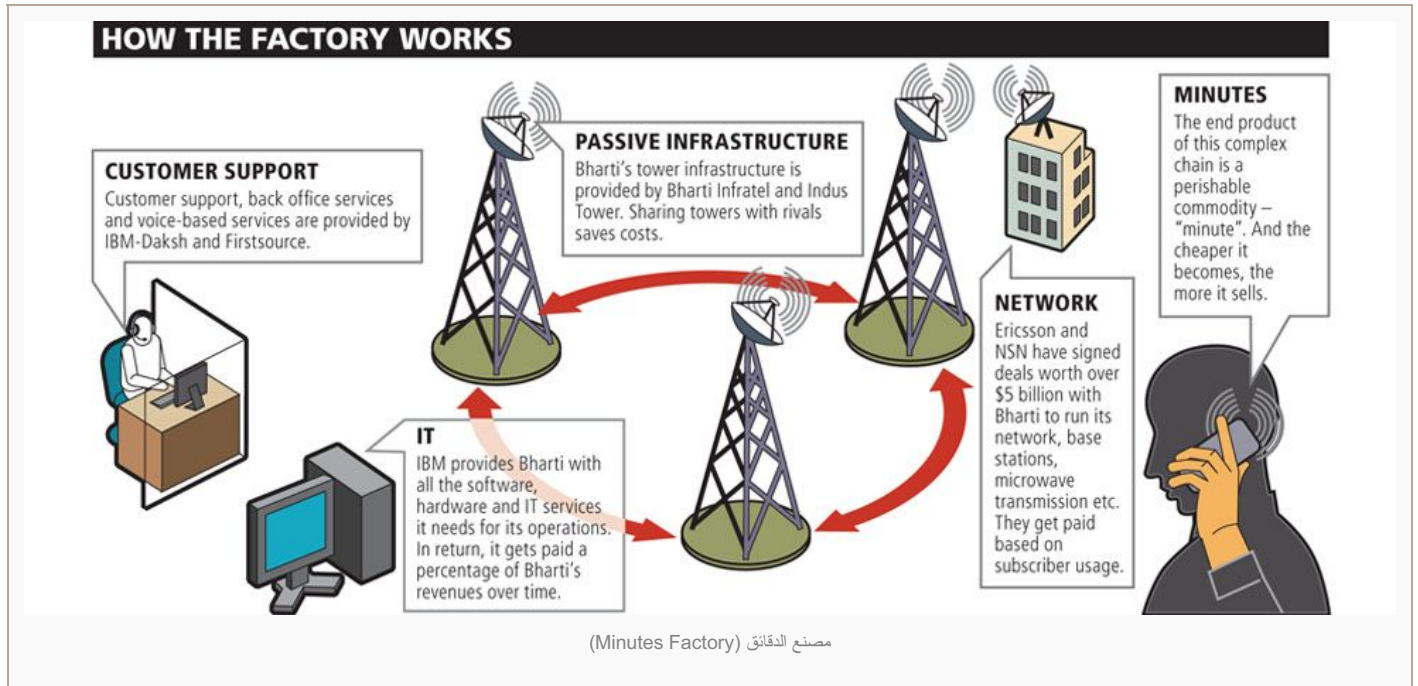 HOW THE FACTORY WORKS
CUSTOMER SUPPORT
Customer support, back office services
and voice-based services are provided by
IBM-Daksh and Firstsource.
PASSIVE INFRASTRUCTURE
Bharti's tower infrastructure is
provided by Bharti Infratel and Indus
Tower. Sharing towers with rivals
saves costs.
MINUTES
The end product
of this complex
chain is a
perishable
commodity –
"minute". And the
cheaper it
becomes, the
more it sells.
IT
IBM provides Bharti with
all the software,
hardware and IT services
it needs for its operations.
In return, it gets paid a
percentage of Bharti's
revenues over time.
NETWORK
Ericsson and
NSN have signed
deals worth over
$5 billion with
Bharti to run its
network, base
stations,
microwave
transmission etc.
They get paid
based on
subscriber usage.
مصنع الدقائق (Minutes Factory)